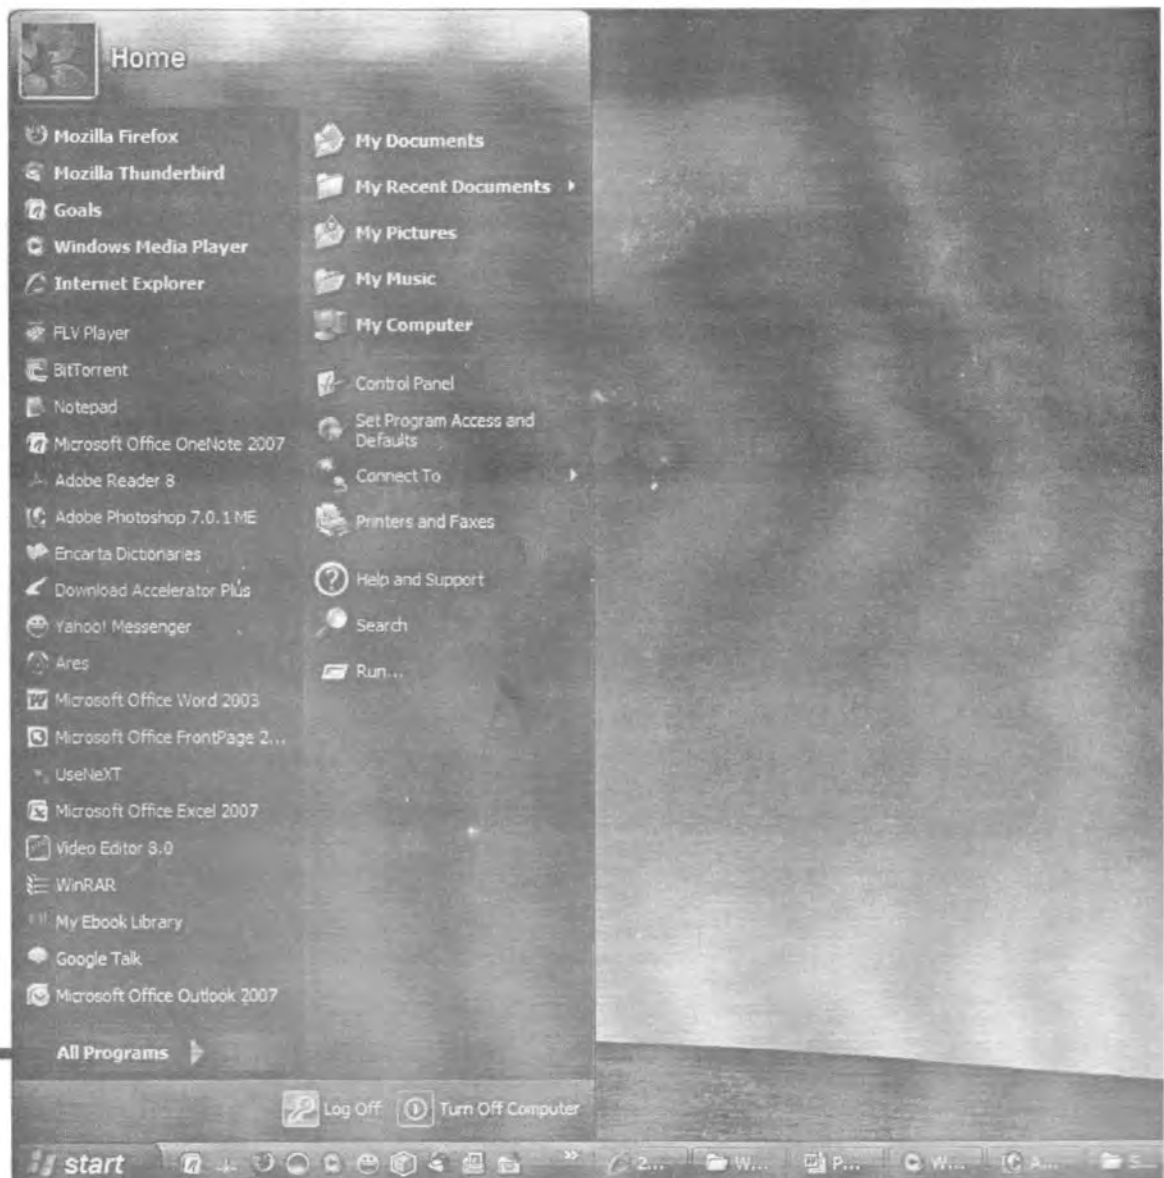 Home
Mozilla Firefox
Mozilla Thunderbird
Goals
Windows Media Player
Internet Explorer
FLV Player
BitTorrent
Notepad
Microsoft Office OneNote 2007
Adobe Reader 8
Adobe Photoshop 7.0.1 ME
Encarta Dictionaries
Download Accelerator Plus
Yahoo! Messenger
Ares
Microsoft Office Word 2003
Microsoft Office FrontPage 2...
UseNeXT
Microsoft Office Excel 2007
Video Editor 3.0
WinRAR
My Ebook Library
Google Talk
Microsoft Office Outlook 2007
All Programs
My Documents
My Recent Documents
My Pictures
My Music
My Computer
Control Panel
Set Program Access and
Defaults
Connect To
Printers and Faxes
Help and Support
Search
Run...
Log Off
Turn Off Computer
start
2...
W...
P...
W...
A...
S...